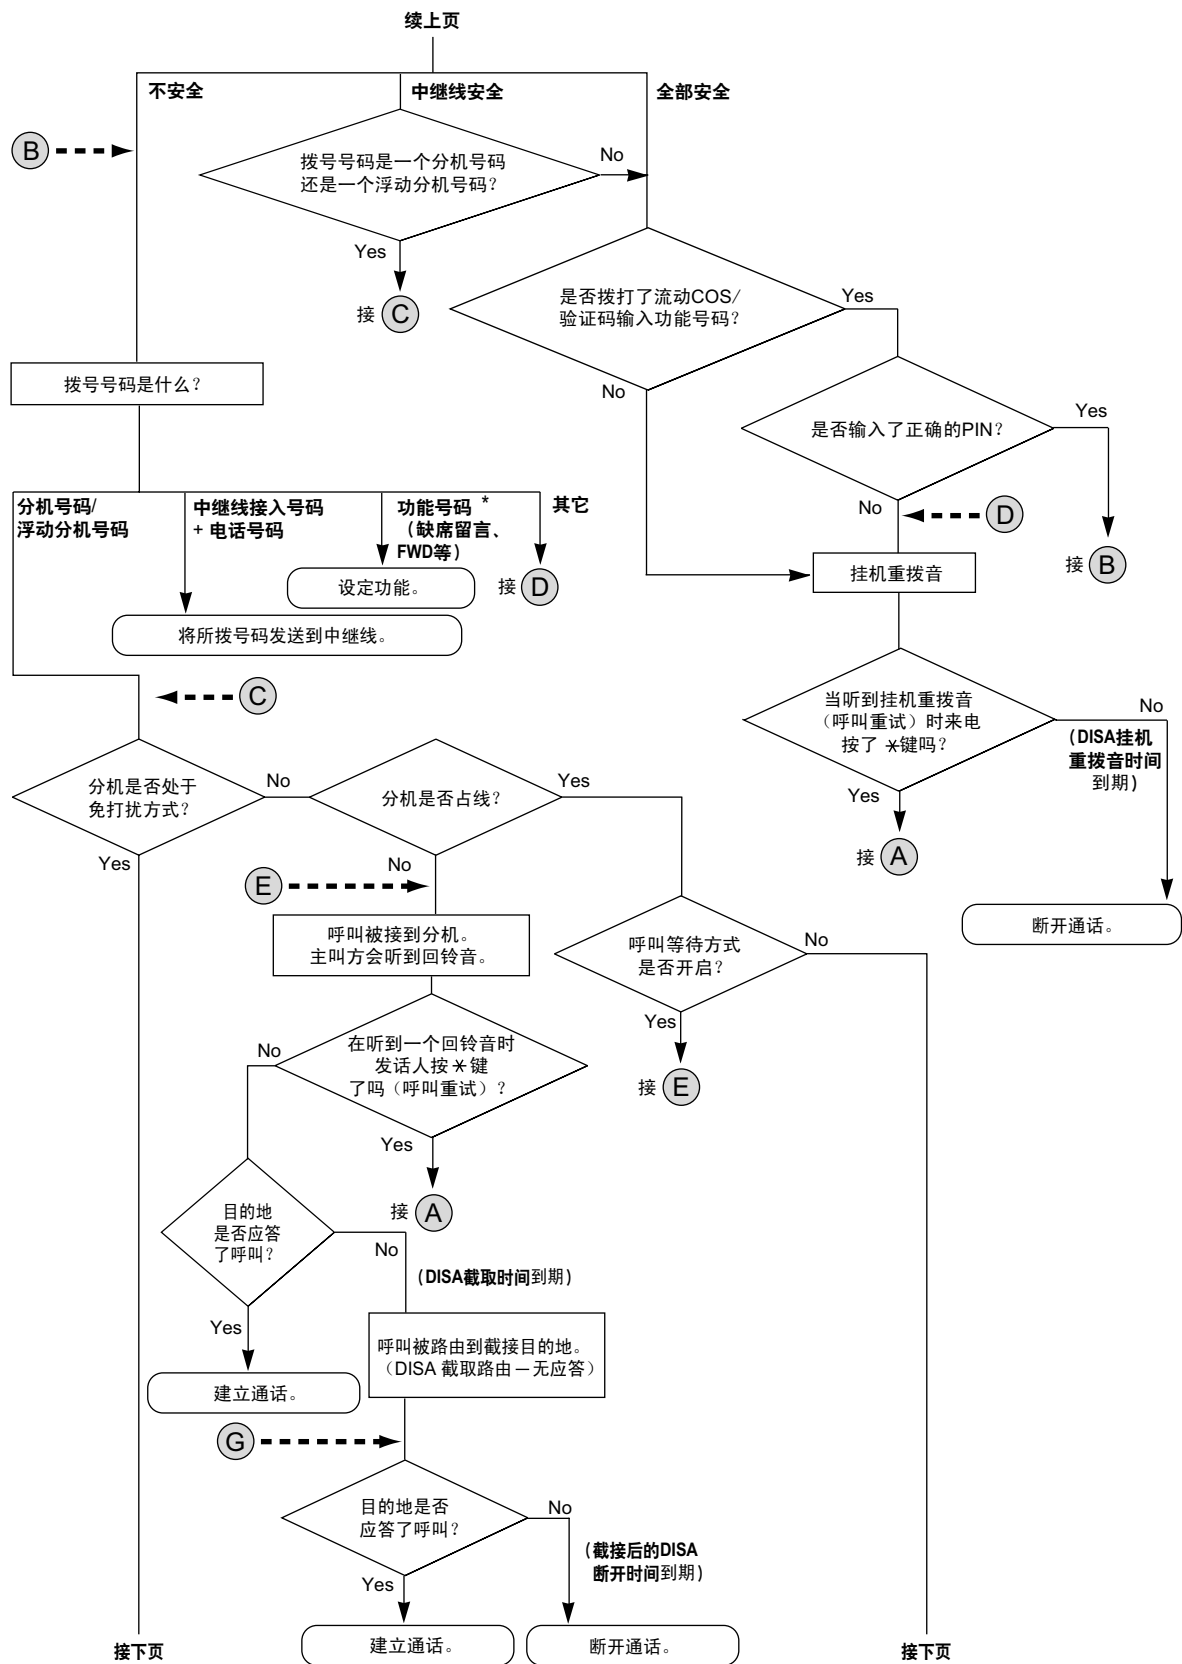 续上页
不安全
中继线安全
全部安全
B
拨号号码是一个分机号码
还是一个浮动分机号码？
No
Yes
接 C
是否拨打了流动COS/
验证码输入功能号码？
Yes
No
拨号号码是什么？
是否输入了正确的PIN？
Yes
No
D
接 B
分机号码/
浮动分机号码
中继线接入号码
+ 电话号码
功能号码 *
（缺席留言、
FWD等）
其它
设定功能。
接 D
将所拨号码发送到中继线。
挂机重拨音
C
当听到挂机重拨音
（呼叫重试）时来电
按了 ＊键吗？
No
(DISA挂机
重拨音时间
到期)
Yes
接 A
断开通话。
分机是否处于
免打扰方式？
No
Yes
分机是否占线？
Yes
No
E
呼叫被接到分机。
主叫方会听到回铃音。
呼叫等待方式
是否开启？
No
Yes
接 E
在听到一个回铃音时
发话人按＊键
了吗（呼叫重试）？
No
Yes
接 A
目的地
是否应答
了呼叫？
No
(DISA截取时间到期)
Yes
呼叫被路由到截接目的地。
（DISA 截取路由－无应答）
建立通话。
G
目的地是否
应答了呼叫？
No
(截接后的DISA
断开时间到期)
Yes
建立通话。
断开通话。
接下页
接下页